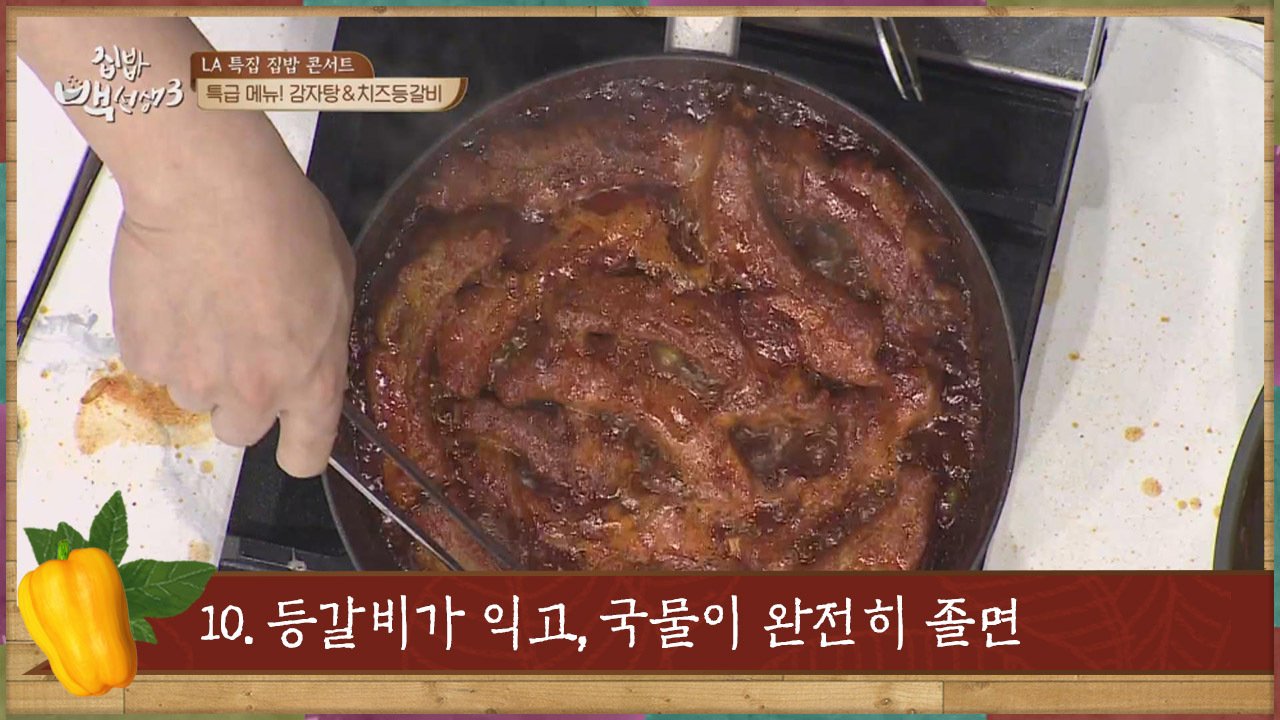 집밥
백선생3
LA 특집 집밥 콘서트
특급 메뉴! 감자탕&치즈등갈비
10. 등갈비가 익고, 국물이 완전히 졸면